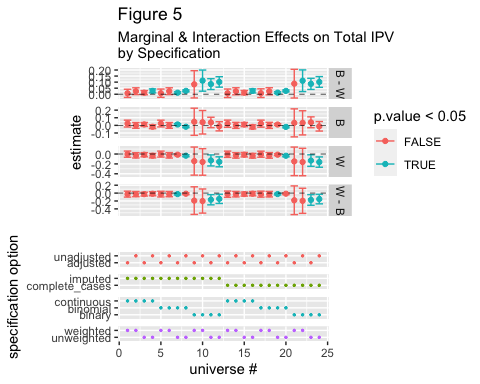 Figure 5
Marginal & Interaction Effects on Total IPV
by Specification
0.20
0.15
0.10
0.05
0.00
B - W
0.2
0.1
0.0
-0.1
B
0.0
-0.2
-0.4
W
0.2
0.0
-0.2
-0.4
W - B
estimate
p.value < 0.05
FALSE
TRUE
unadjusted
adjusted
imputed
complete_cases
continuous
binomial
binary
weighted
unweighted
specification option
0 5 10 15 20 25
universe #